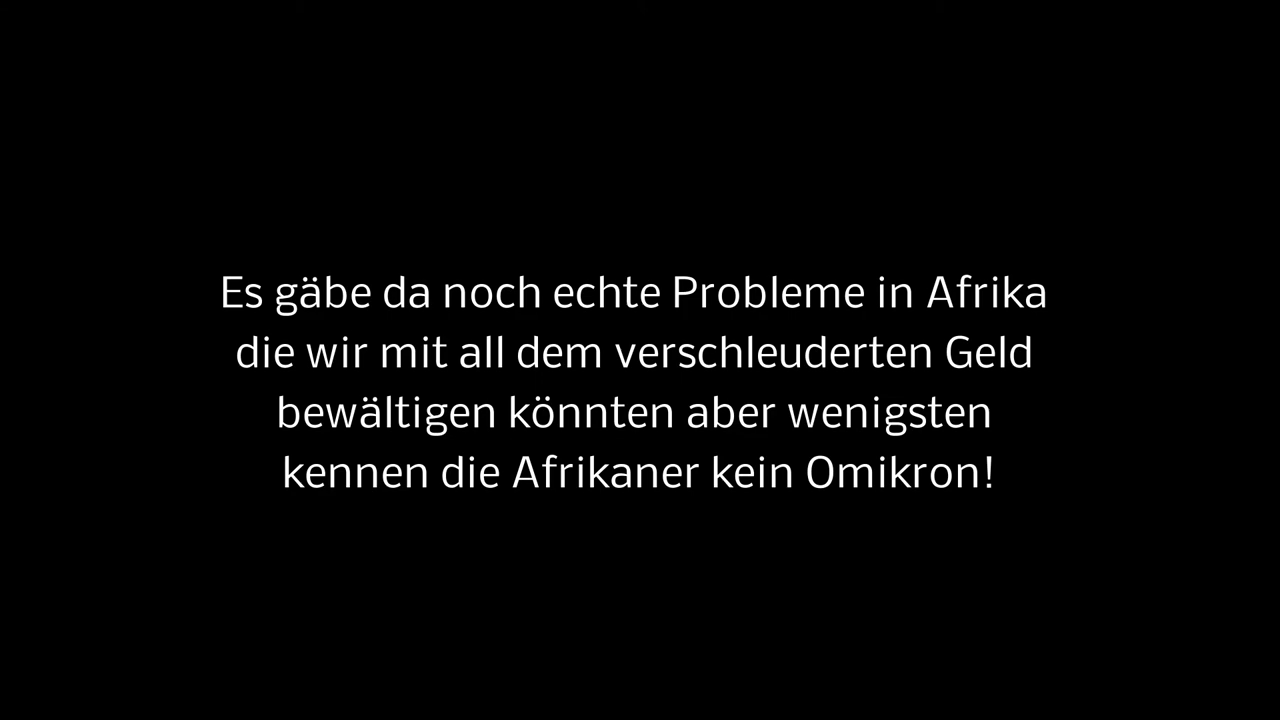 Es gäbe da noch echte Probleme in Afrika
die wir mit all dem verschleuderten Geld
bewältigen könnten aber wenigsten
kennen die Afrikaner kein Omikron!